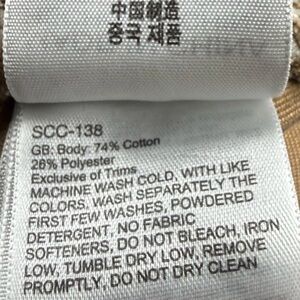 中国制造
중국 제품
SCC-138
GB: Body: 74% Cotton
26% Polyester
Exclusive of Trims
MACHINE WASH COLD, WITH LIKE
COLORS, WASH SEPARATELY THE
FIRST FEW WASHES, POWDERED
DETERGENT, NO FABRIC
SOFTENERS, DO NOT BLEACH, IRON
LOW, TUMBLE DRY LOW, REMOVE
PROMPTLY, DO NOT DRY CLEAN